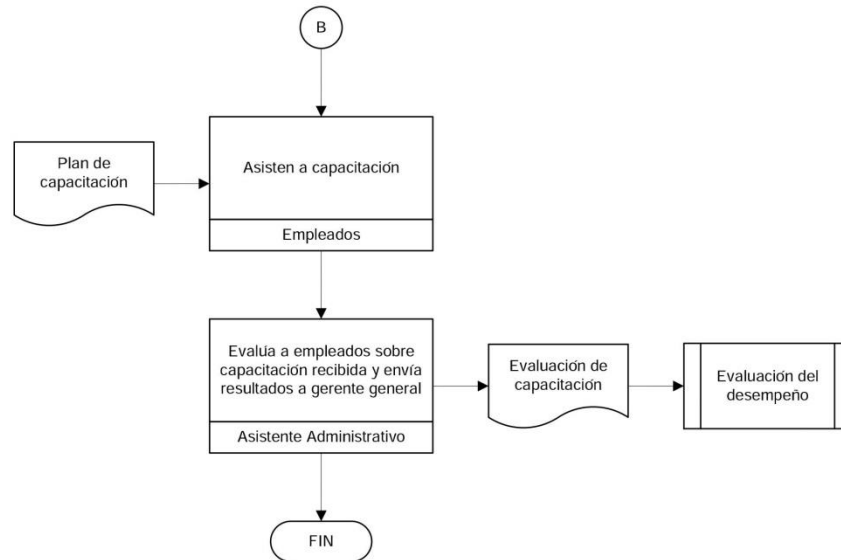 B
Plan de
capacitación
Asisten a capacitación
Empleados
Evalúa a empleados sobre
capacitación recibida y envía
resultados a gerente general
Asistente Administrativo
Evaluación de
capacitación
Evaluación del
desempeño
FIN